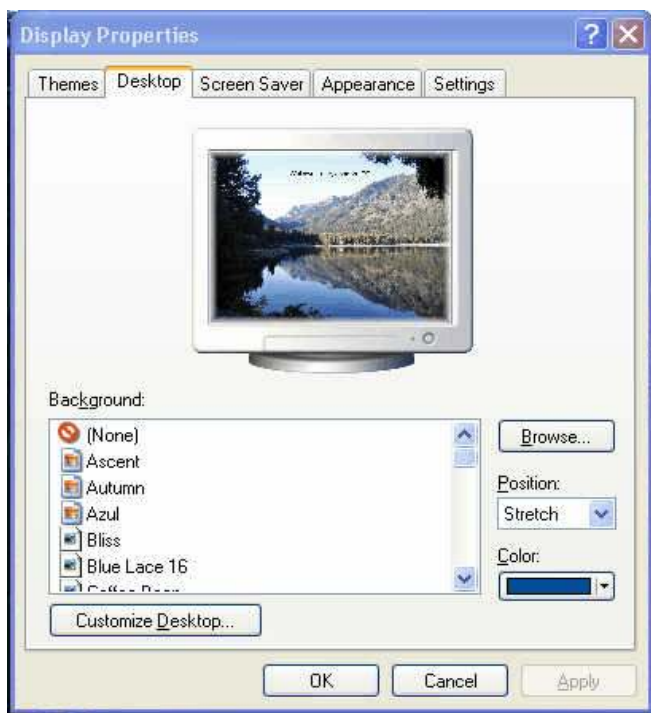 Display Properties
Themes Desktop Screen Saver Appearance Settings
Background:
(None)
Ascent
Autumn
Azul
Bliss
Blue Lace 16
Browse...
Position:
Stretch
Color:
Customize Desktop...
OK Cancel Apply